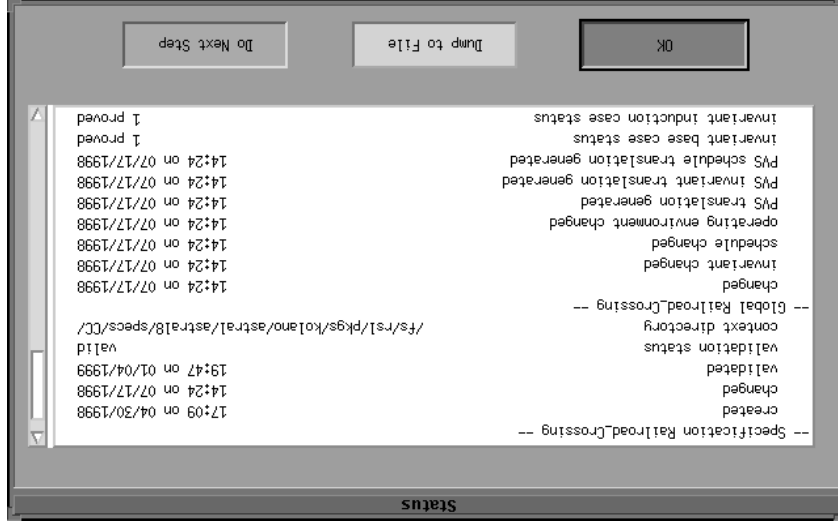 Status
-- Specification Railroad_Crossing --
created 17:09 on 04/30/1998
changed 14:24 on 07/17/1998
validated 19:47 on 01/04/1999
validation status valid
context directory /fs/rsl/pkgs/kolano/astral/astral8/specs/CC/
-- Global Railroad_Crossing --
changed 14:24 on 07/17/1998
invariant changed 14:24 on 07/17/1998
schedule changed 14:24 on 07/17/1998
operating environment changed 14:24 on 07/17/1998
PVS translation generated 14:24 on 07/17/1998
PVS invariant translation generated 14:24 on 07/17/1998
PVS schedule translation generated 14:24 on 07/17/1998
invariant base case status 1 proved
invariant induction case status 1 proved
OK Dump to File Do Next Step